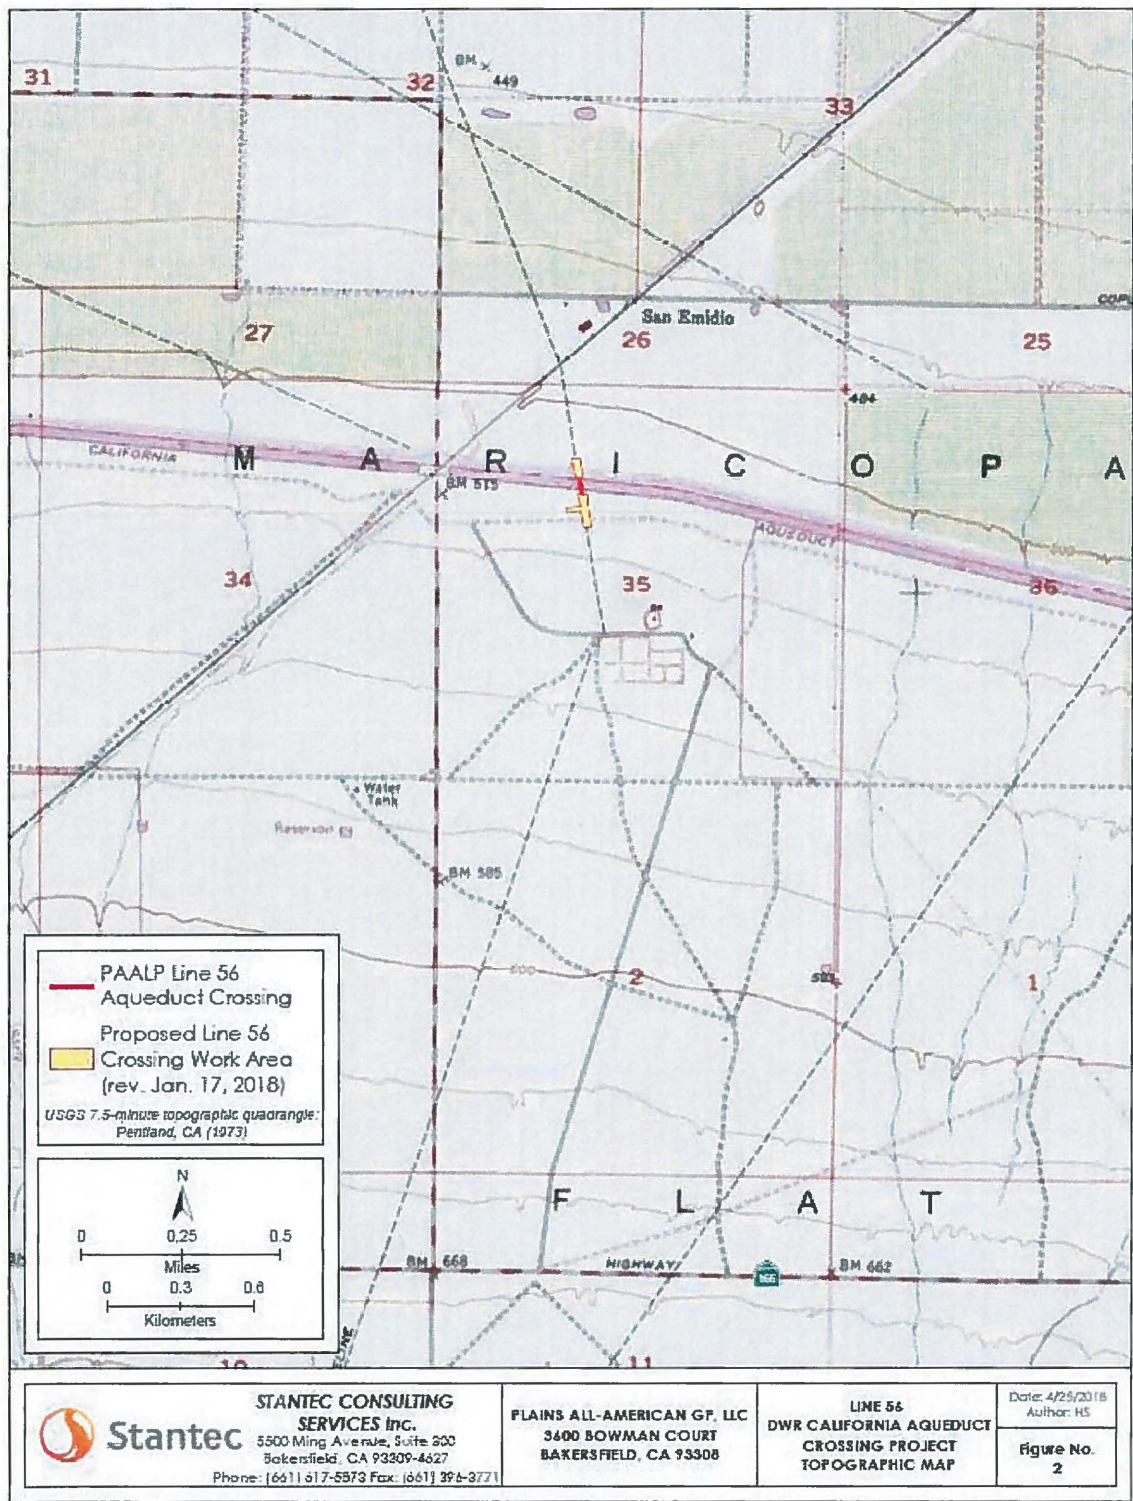 31
32
BM
449
33
27
San Emidio
26
25
484
CALIFORNIA
M A R I C O P A
BM 515
AQUEDUCT
500
34
35
36
Water
Tank
Reservoir
BM 585
600
2
583
1
F L A T
BM 668
HIGHWAY
166
BM 662
10
11
PAALP Line 56
Aqueduct Crossing
Proposed Line 56
Crossing Work Area
(rev. Jan. 17, 2018)
USGS 7.5-minute topographic quadrangle:
Pentland, CA (1973)
N
0 0.25 0.5
Miles
0 0.3 0.6
Kilometers
Stantec
STANTEC CONSULTING
SERVICES Inc.
5500 Ming Avenue, Suite 300
Bakersfield, CA 93309-4627
Phone: (661) 617-5573 Fax: (661) 396-3771
PLAINS ALL-AMERICAN GP, LLC
3600 BOWMAN COURT
BAKERSFIELD, CA 93308
LINE 56
DWR CALIFORNIA AQUEDUCT
CROSSING PROJECT
TOPOGRAPHIC MAP
Date: 4/25/2018
Author: HS
Figure No.
2